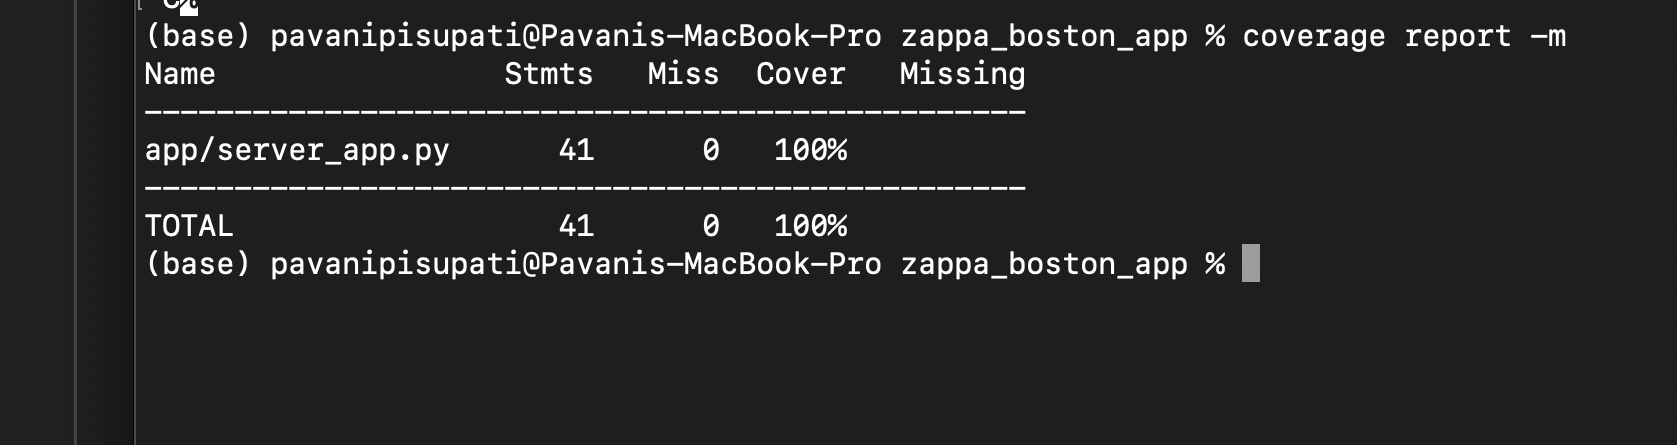 (base) pavanipisupati@Pavanis-MacBook-Pro zappa_boston_app % coverage report -m
Name                Stmts   Miss  Cover   Missing
-------------------------------------------------
app/server_app.py      41      0   100%
-------------------------------------------------
TOTAL                  41      0   100%
(base) pavanipisupati@Pavanis-MacBook-Pro zappa_boston_app %